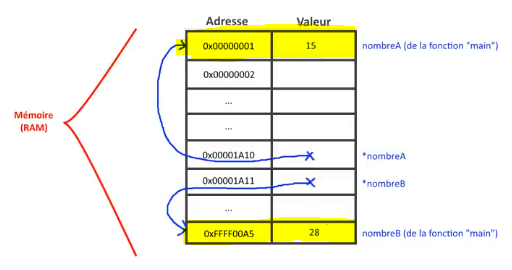 Adresse Valeur
0x00000001 15 nombreA (de la fonction "main")
0x00000002
...
...
Mémoire
(RAM)
0x00001A10 *nombreA
0x00001A11 *nombreB
...
0xFFFF00A5 28 nombreB (de la fonction "main")